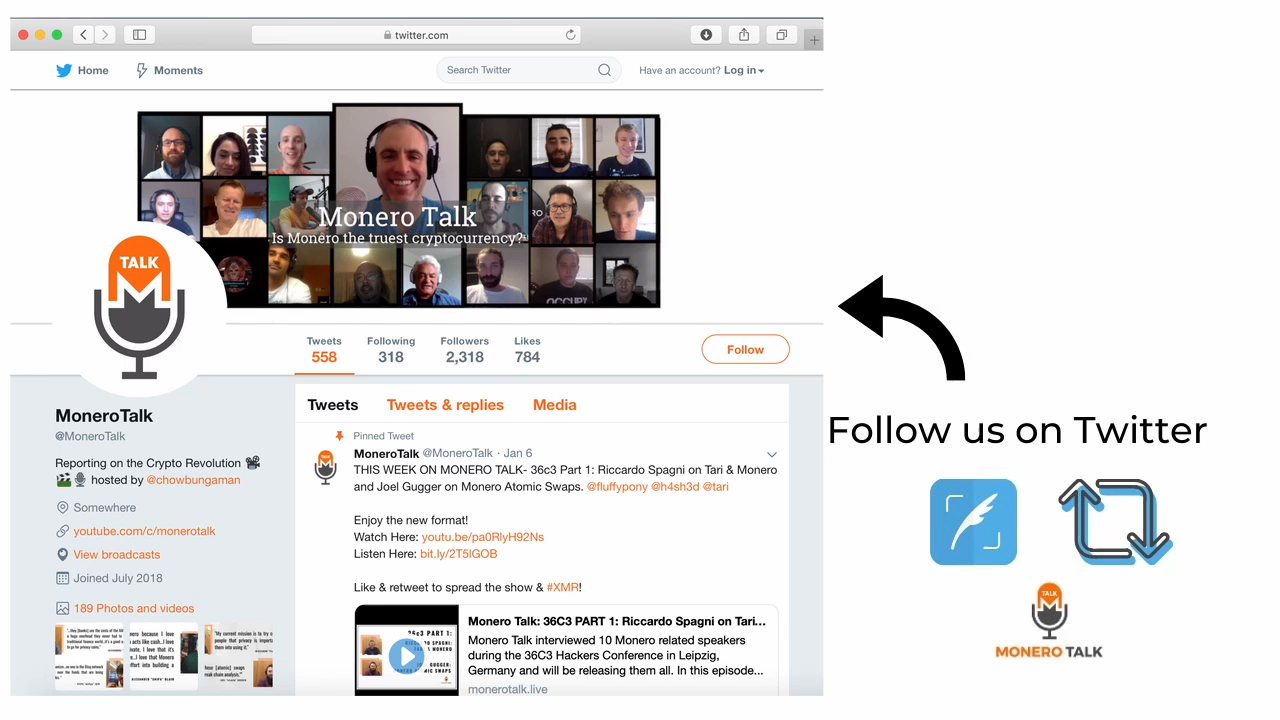 twitter.com
Home
Moments
Search Twitter
Have an account? Log in
Monero Talk
Is Monero the truest cryptocurrency?
OCCUPY
TALK
Tweets
558
Following
318
Followers
2,318
Likes
784
Follow
MoneroTalk
@MoneroTalk
Reporting on the Crypto Revolution
hosted by @chowbungaman
Somewhere
youtube.com/c/monerotalk
View broadcasts
Joined July 2018
189 Photos and videos
Tweets
Tweets & replies
Media
Pinned Tweet
MoneroTalk @MoneroTalk · Jan 6
THIS WEEK ON MONERO TALK- 36c3 Part 1: Riccardo Spagni on Tari & Monero
and Joel Gugger on Monero Atomic Swaps. @fluffypony @h4sh3d @tari
Enjoy the new format!
Watch Here: youtu.be/pa0RlyH92Ns
Listen Here: bit.ly/2T5IGOB
Like & retweet to spread the show & #XMR!
Monero Talk: 36C3 PART 1: Riccardo Spagni on Tari...
Monero Talk interviewed 10 Monero related speakers
during the 36C3 Hackers Conference in Leipzig,
Germany and will be releasing them all. In this episode...
monerotalk.live
Follow us on Twitter
TALK
MONERO TALK